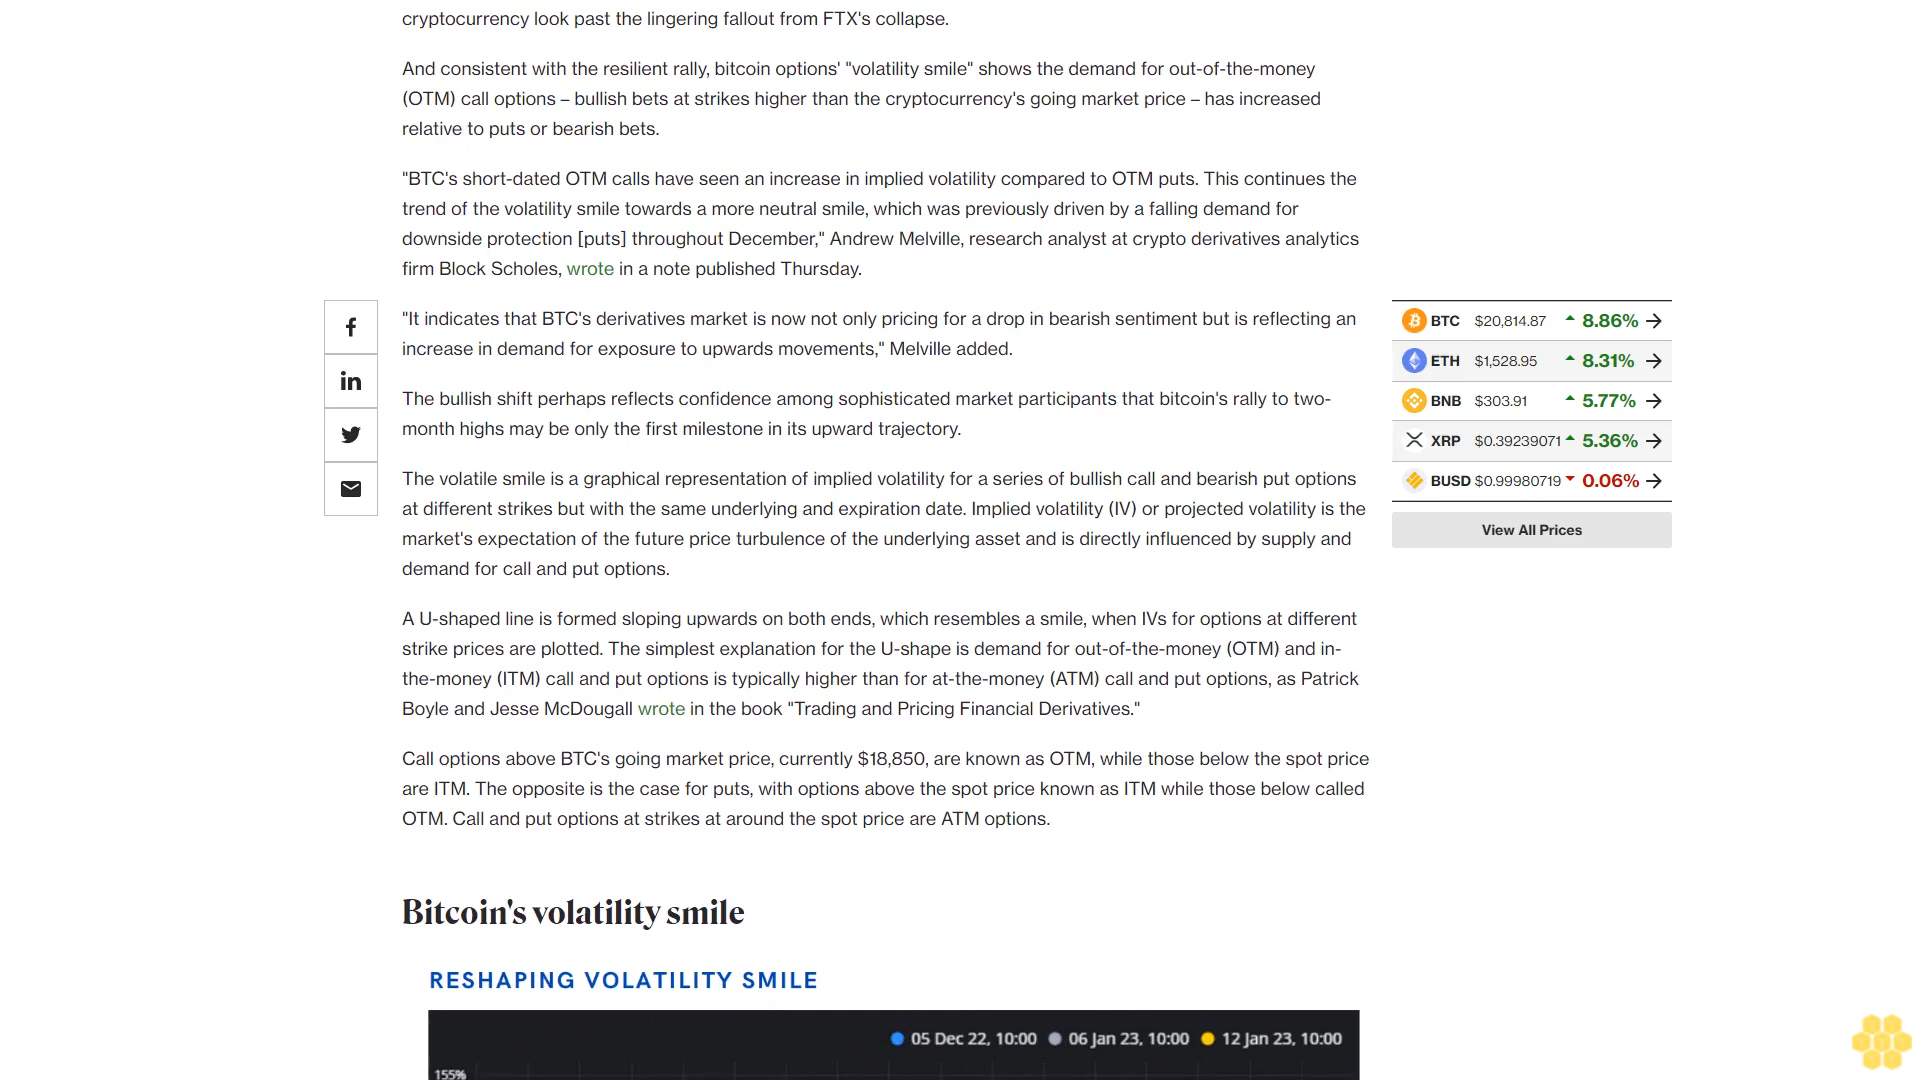 cryptocurrency look past the lingering fallout from FTX's collapse.
And consistent with the resilient rally, bitcoin options' "volatility smile" shows the demand for out-of-the-money
(OTM) call options – bullish bets at strikes higher than the cryptocurrency's going market price – has increased
relative to puts or bearish bets.
"BTC's short-dated OTM calls have seen an increase in implied volatility compared to OTM puts. This continues the
trend of the volatility smile towards a more neutral smile, which was previously driven by a falling demand for
downside protection [puts] throughout December," Andrew Melville, research analyst at crypto derivatives analytics
firm Block Scholes, wrote in a note published Thursday.
"It indicates that BTC's derivatives market is now not only pricing for a drop in bearish sentiment but is reflecting an
increase in demand for exposure to upwards movements," Melville added.
The bullish shift perhaps reflects confidence among sophisticated market participants that bitcoin's rally to two-
month highs may be only the first milestone in its upward trajectory.
The volatile smile is a graphical representation of implied volatility for a series of bullish call and bearish put options
at different strikes but with the same underlying and expiration date. Implied volatility (IV) or projected volatility is the
market's expectation of the future price turbulence of the underlying asset and is directly influenced by supply and
demand for call and put options.
A U-shaped line is formed sloping upwards on both ends, which resembles a smile, when IVs for options at different
strike prices are plotted. The simplest explanation for the U-shape is demand for out-of-the-money (OTM) and in-
the-money (ITM) call and put options is typically higher than for at-the-money (ATM) call and put options, as Patrick
Boyle and Jesse McDougall wrote in the book "Trading and Pricing Financial Derivatives."
Call options above BTC's going market price, currently $18,850, are known as OTM, while those below the spot price
are ITM. The opposite is the case for puts, with options above the spot price known as ITM while those below called
OTM. Call and put options at strikes at around the spot price are ATM options.
Bitcoin's volatility smile
RESHAPING VOLATILITY SMILE
05 Dec 22, 10:00 06 Jan 23, 10:00 12 Jan 23, 10:00
155%
BTC $20,814.87 8.86%
ETH $1,528.95 8.31%
BNB $303.91 5.77%
XRP $0.39239071 5.36%
BUSD $0.99980719 0.06%
View All Prices